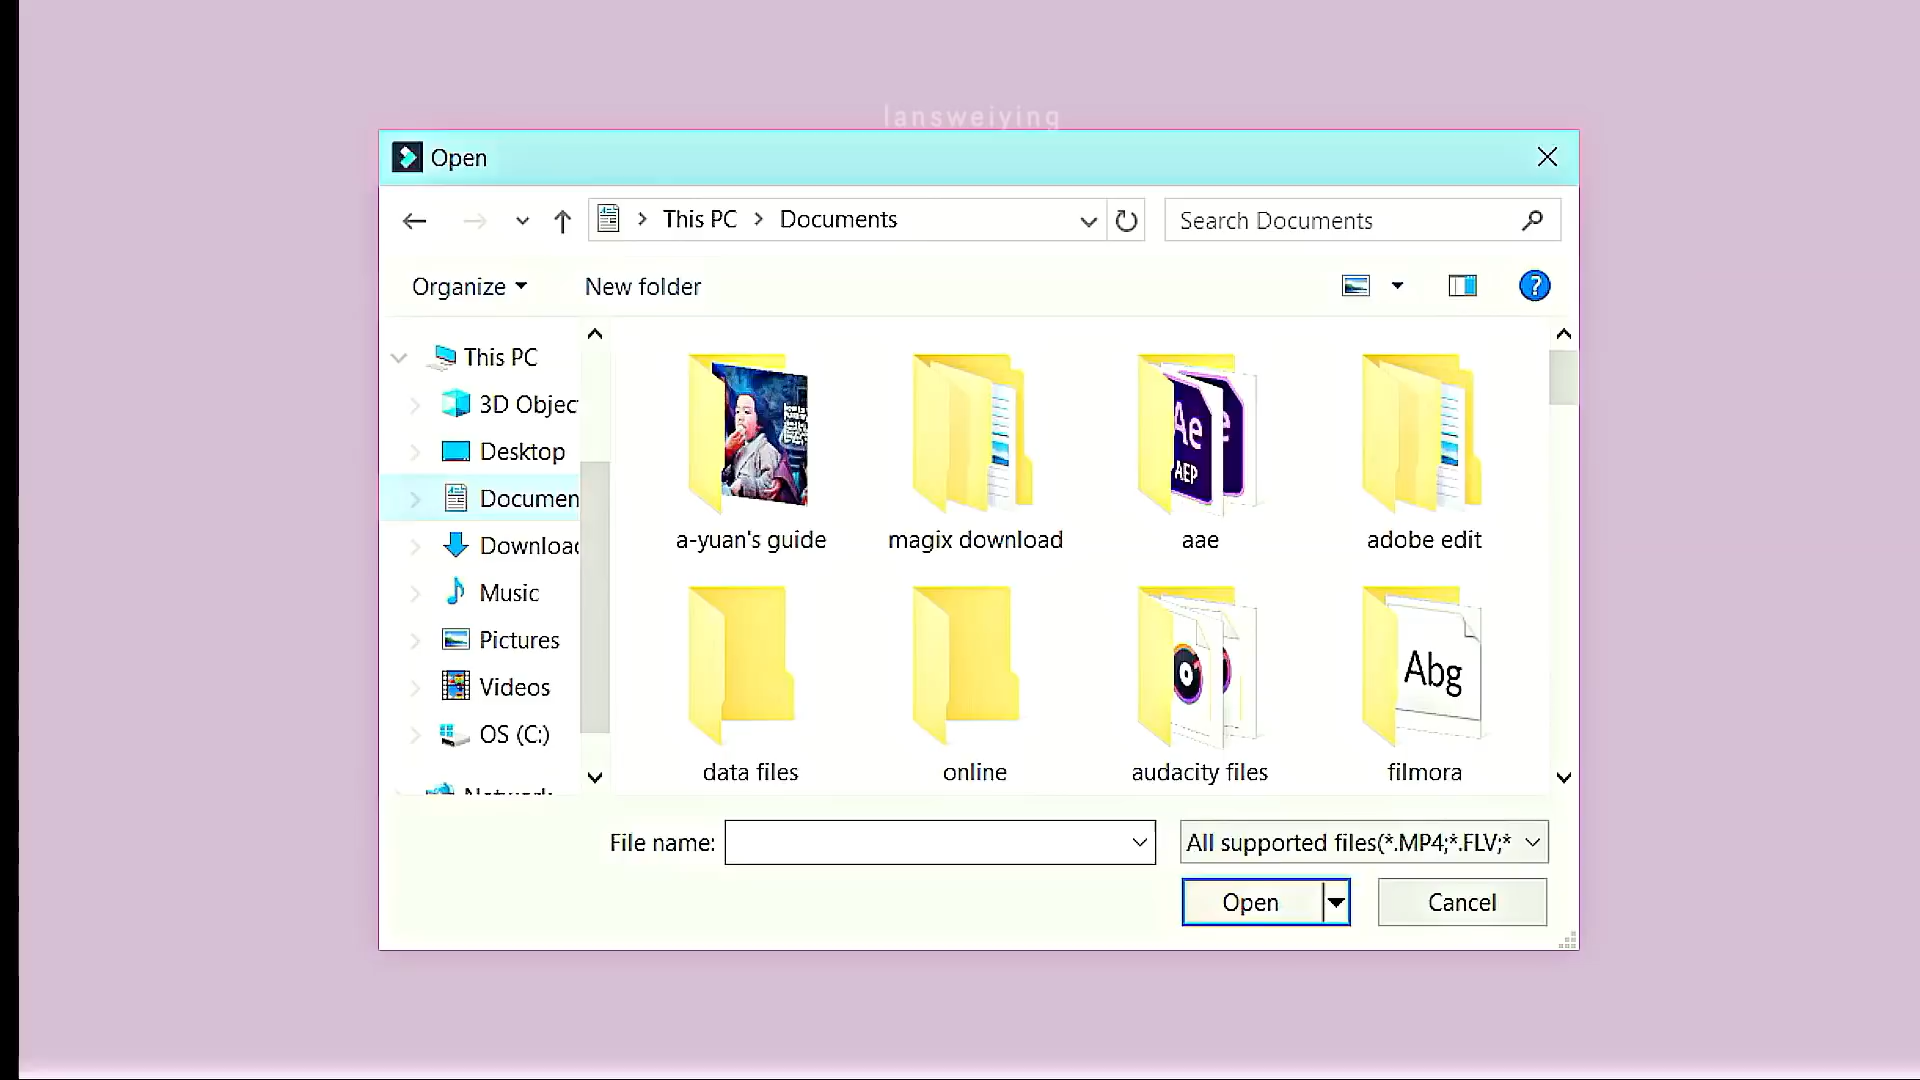 lansweiying
Open
This PC > Documents
Search Documents
Organize
New folder
?
This PC
3D Objec
Desktop
Documen
Downloac
Music
Pictures
Videos
OS (C:)
Network
Ae
AEP
a-yuan's guide
magix download
aae
adobe edit
Abg
data files
online
audacity files
filmora
File name:
All supported files(*.MP4;*.FLV;*
Open
Cancel